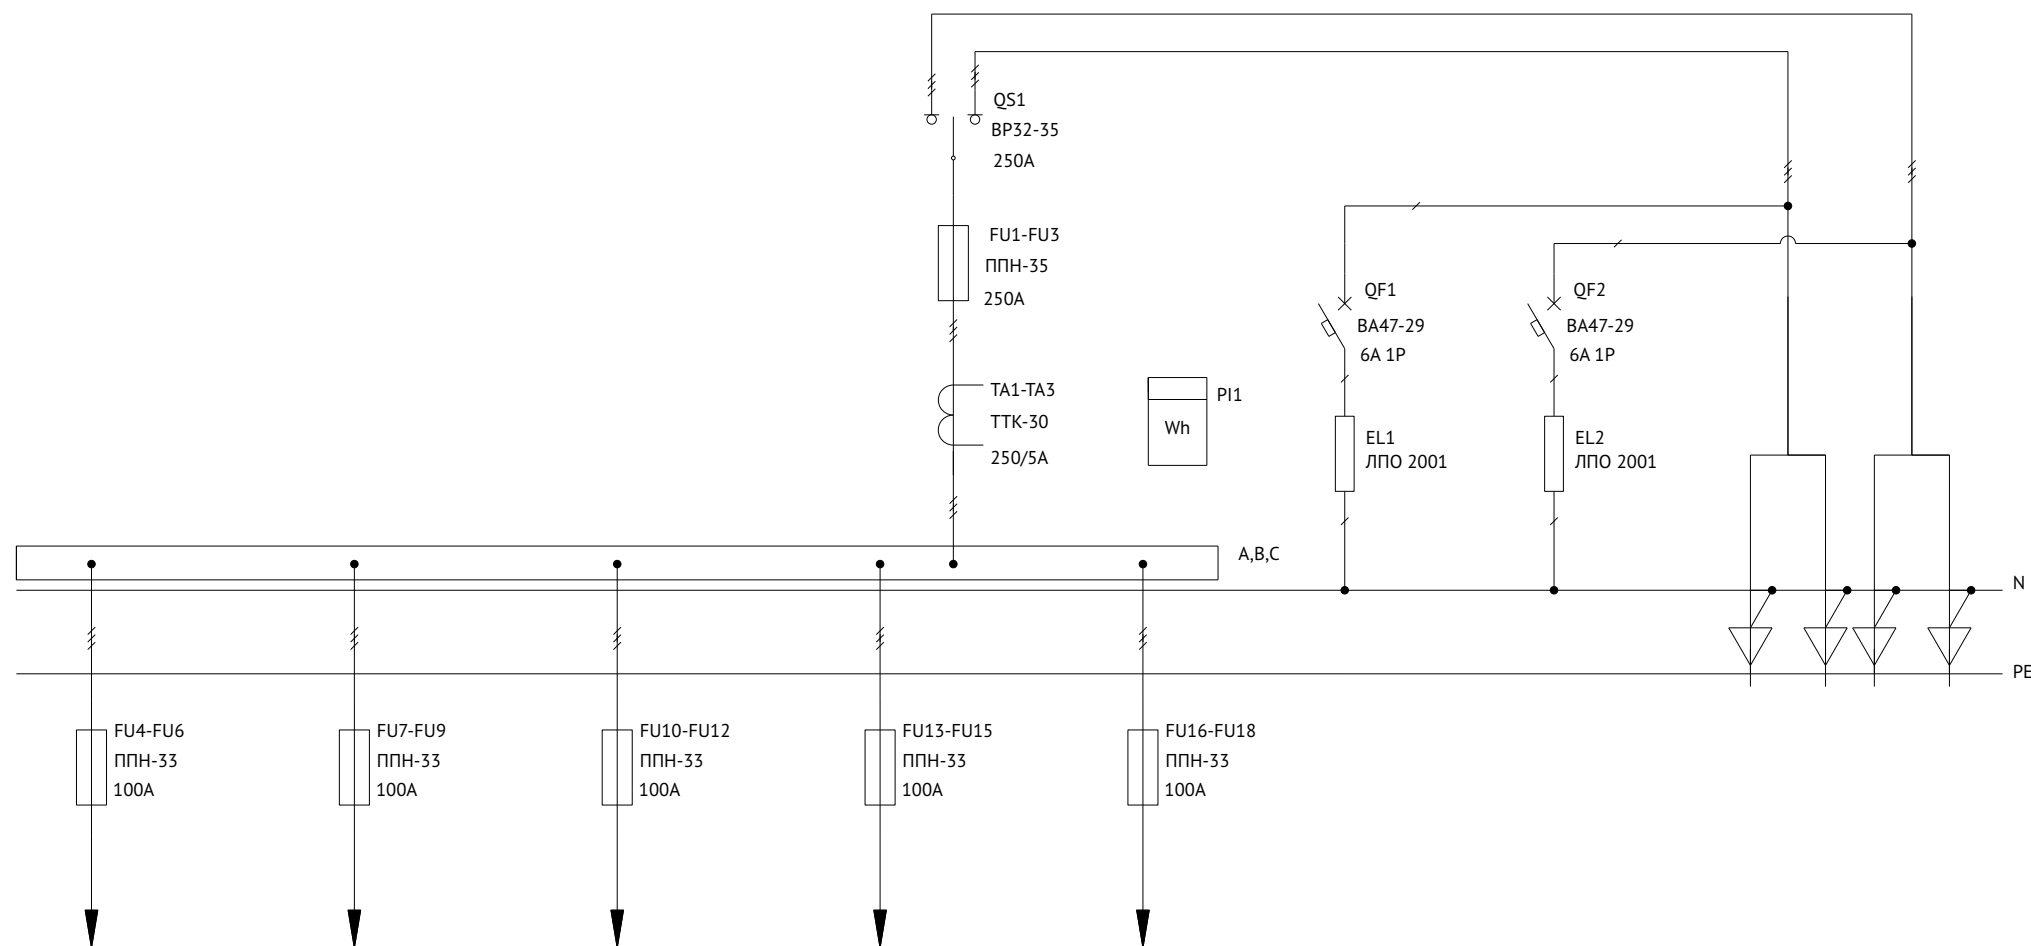 QS1
ВР32-35
250А
FU1-FU3
ППН-35
250А
QF1
ВА47-29
6А 1Р
QF2
ВА47-29
6А 1Р
TA1-TA3
ТТК-30
250/5А
PI1
Wh
EL1
ЛПО 2001
EL2
ЛПО 2001
A,B,C
N
PE
FU4-FU6
ППН-33
100А
FU7-FU9
ППН-33
100А
FU10-FU12
ППН-33
100А
FU13-FU15
ППН-33
100А
FU16-FU18
ППН-33
100А